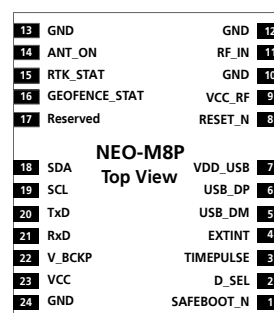 13 GND GND 12
14 ANT_ON RF_IN 11
15 RTK_STAT GND 10
16 GEOFENCE_STAT VCC_RF 9
17 Reserved RESET_N 8
NEO-M8P
Top View
18 SDA VDD_USB 7
19 SCL USB_DP 6
20 TxD USB_DM 5
21 RxD EXTINT 4
22 V_BCKP TIMEPULSE 3
23 VCC D_SEL 2
24 GND SAFEBOOT_N 1